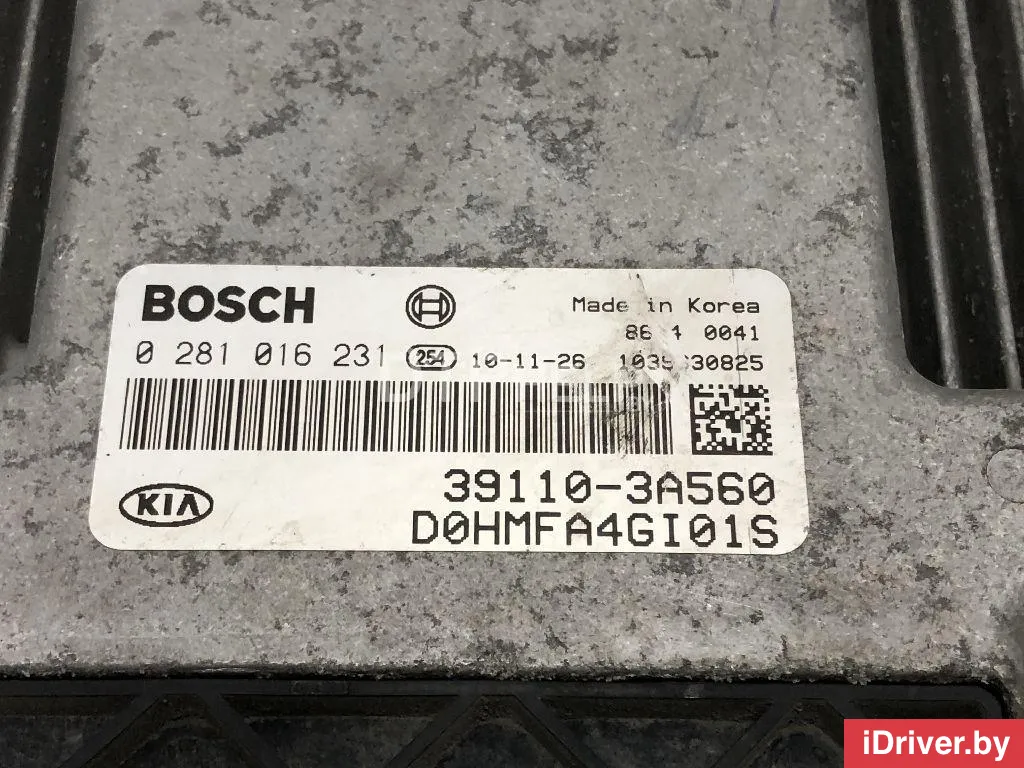 BOSCH
Made in Korea
0041
0 281 016 231 254 10-11-26
39110-3A560
KIA
D0HMFA4GI01S
iDriver.by